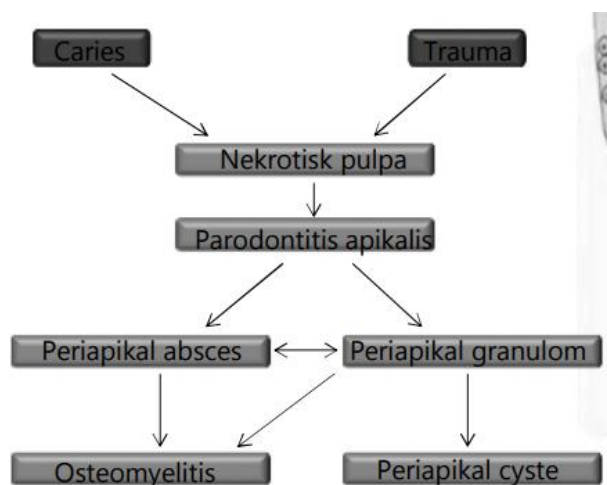 Caries
Trauma
Nekrotisk pulpa
Parodontitis apikalis
Periapikal absces
Periapikal granulom
Osteomyelitis
Periapikal cyste